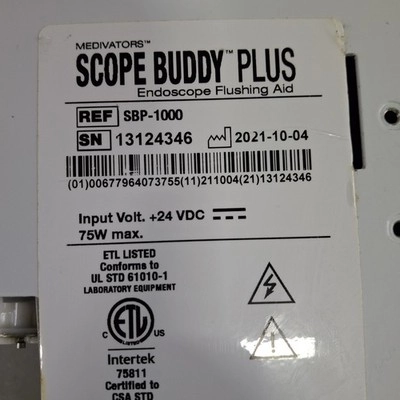 MEDIVATORS™
SCOPE BUDDY™ PLUS
Endoscope Flushing Aid
REF SBP-1000
SN 13124346 2021-10-04
(01)00677964073755(11)211004(21)13124346
Input Volt. +24 VDC
75W max.
ETL LISTED
Conforms to
UL STD 61010-1
LABORATORY EQUIPMENT
C ETL US
LISTED
Intertek
75811
Certified to
CSA STD